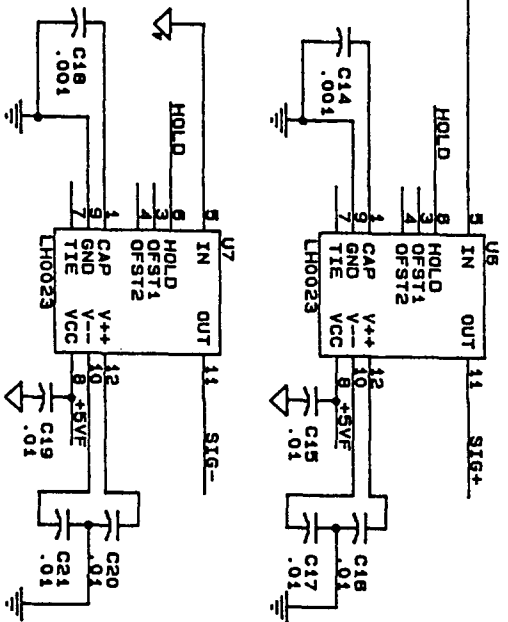 U6
5 IN OUT 11 SIG+
HOLD 6 HOLD
3 OFST1
4 OFST2
C14
.001
1 CAP V++ 12
9 GND V-- 10
7 TIE VCC 8 +5VF
LH0023
C15
.01
C16
.01
C17
.01
U7
5 IN OUT 11 SIG-
HOLD 6 HOLD
3 OFST1
4 OFST2
C18
.001
1 CAP V++ 12
9 GND V-- 10
7 TIE VCC 8 +5VF
LH0023
C19
.01
C20
.01
C21
.01